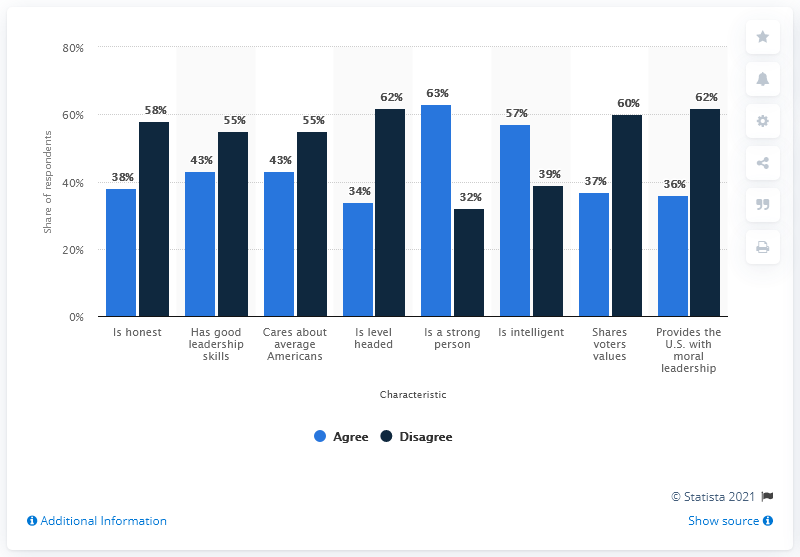 80%
60%
40%
20%
0%
Share of respondents
38%
58%
43%
55%
43%
55%
34%
62%
63%
32%
57%
39%
37%
60%
36%
62%
Is honest
Has good
leadership
skills
Cares about
average
Americans
Is level
headed
Is a strong
person
Is intelligent
Shares
voters
values
Provides the
U.S. with
moral
leadership
Characteristic
Agree
Disagree
© Statista 2021
Additional Information
Show source